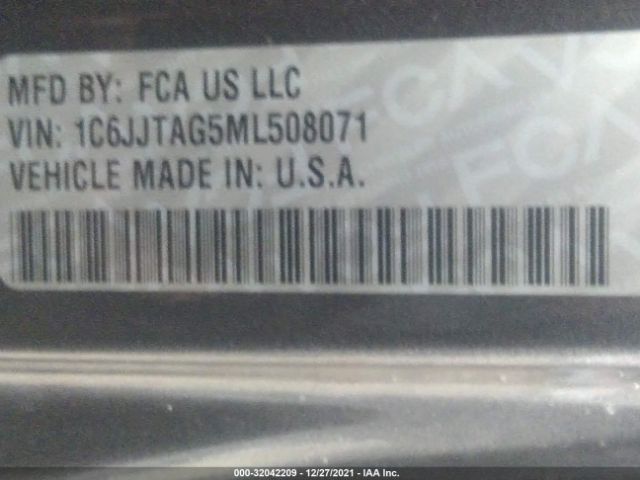 MFD BY: FCA US LLC
VIN: 1C6JJTAG5ML508071
VEHICLE MADE IN: U.S.A.
000-32042209 - 12/27/2021 - IAA Inc.